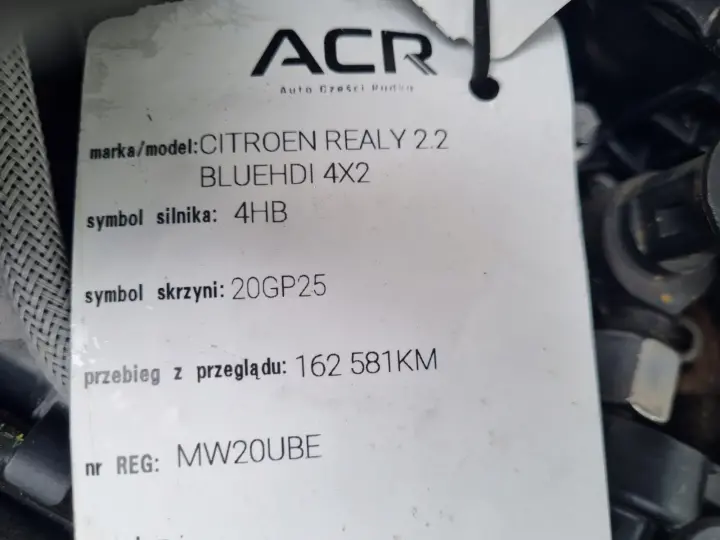 ACR
Auto Części Rudka
marka/model: CITROEN REALY 2.2
BLUEHDI 4X2
symbol silnika: 4HB
symbol skrzyni: 20GP25
przebieg z przeglądu: 162 581KM
nr REG: MW20UBE